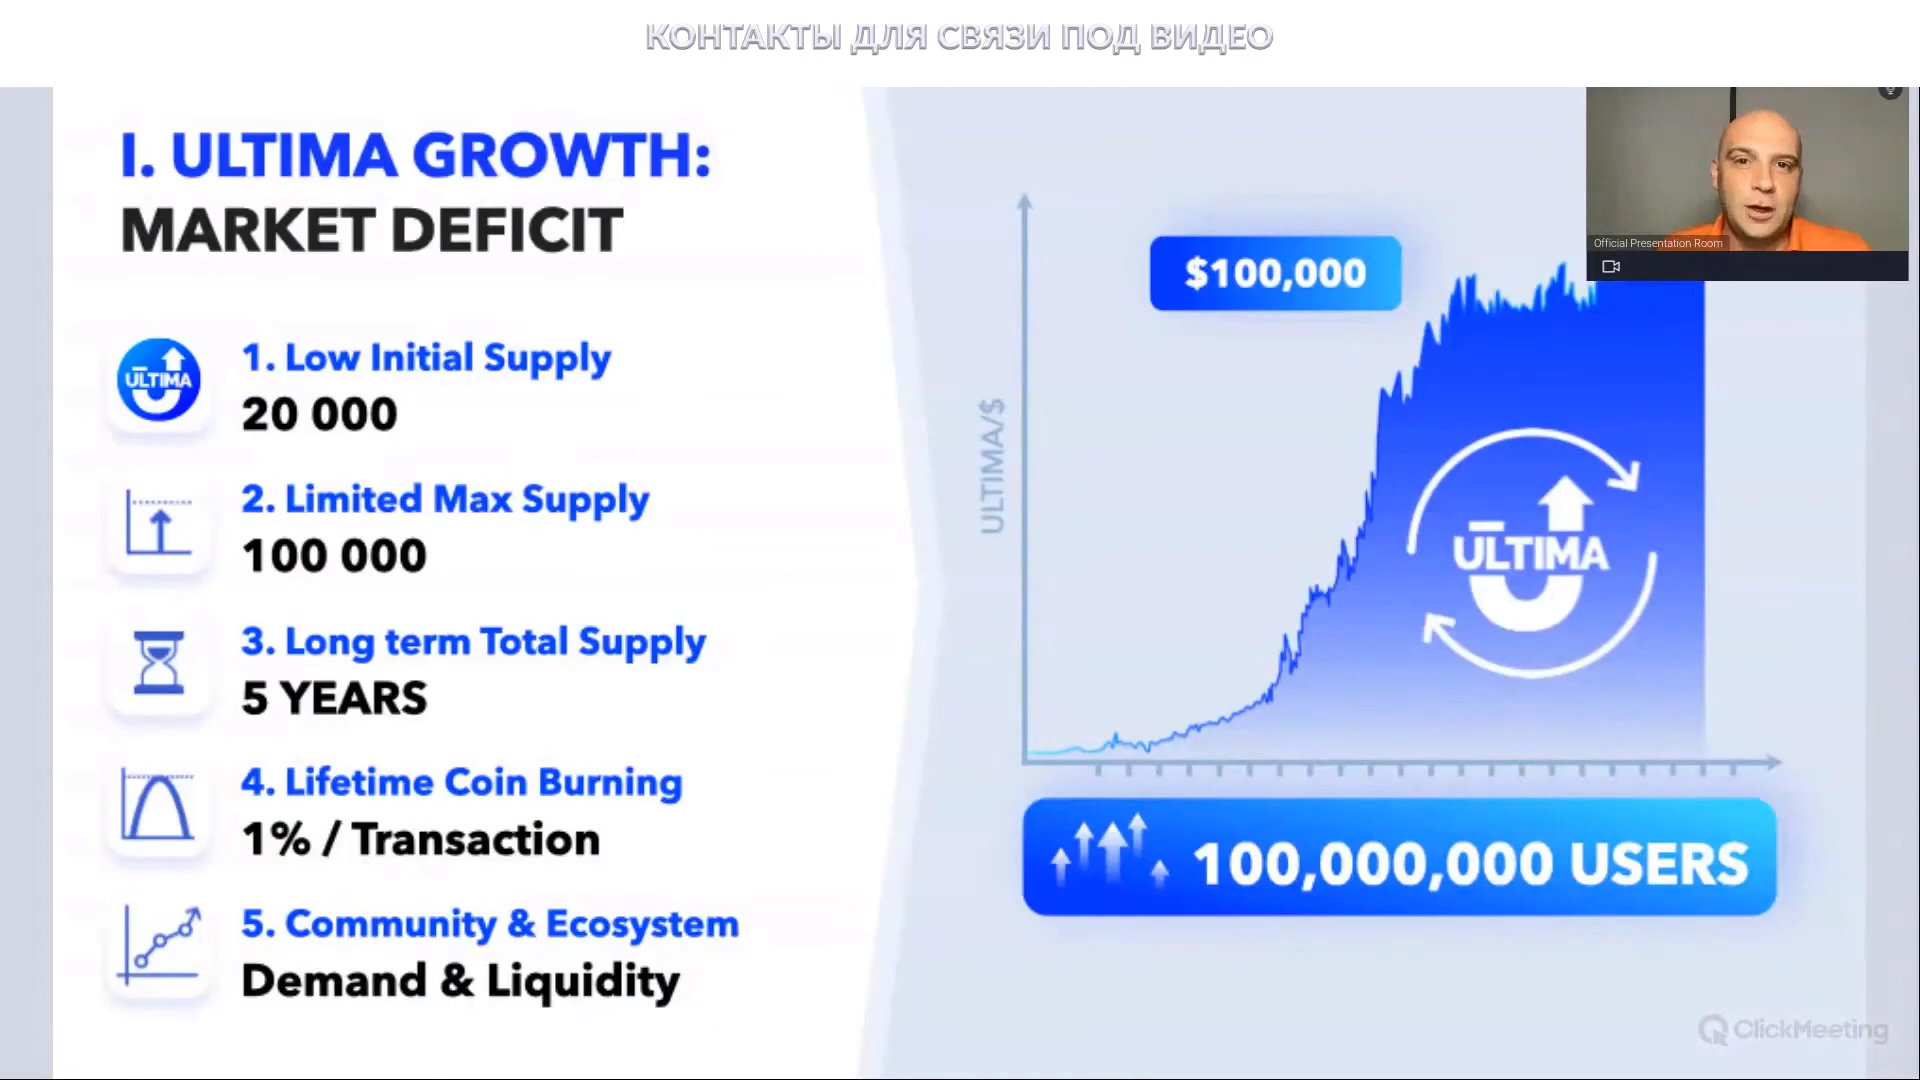 КОНТАКТЫ ДЛЯ СВЯЗИ ПОД ВИДЕО
I. ULTIMA GROWTH:
MARKET DEFICIT
ULTIMA
1. Low Initial Supply
20 000
2. Limited Max Supply
100 000
3. Long term Total Supply
5 YEARS
4. Lifetime Coin Burning
1% / Transaction
5. Community & Ecosystem
Demand & Liquidity
Official Presentation Room
$100,000
ULTIMA/$
ULTIMA
100,000,000 USERS
ClickMeeting